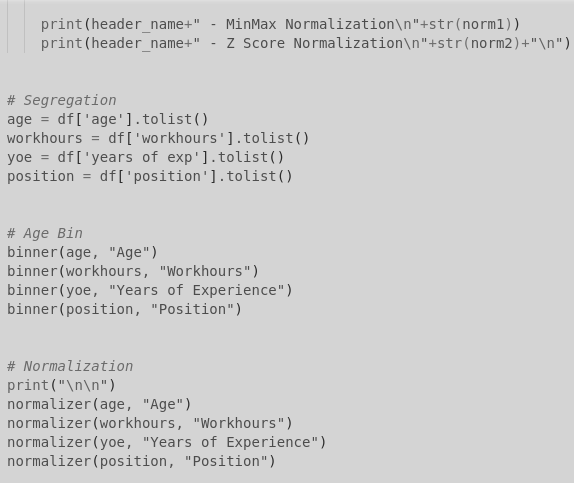 print(header_name+" - MinMax Normalization\n"+str(norm1))
print(header_name+" - Z Score Normalization\n"+str(norm2)+"\n")
# Segregation
age = df['age'].tolist()
workhours = df['workhours'].tolist()
yoe = df['years of exp'].tolist()
position = df['position'].tolist()
# Age Bin
binner(age, "Age")
binner(workhours, "Workhours")
binner(yoe, "Years of Experience")
binner(position, "Position")
# Normalization
print("\n\n")
normalizer(age, "Age")
normalizer(workhours, "Workhours")
normalizer(yoe, "Years of Experience")
normalizer(position, "Position")